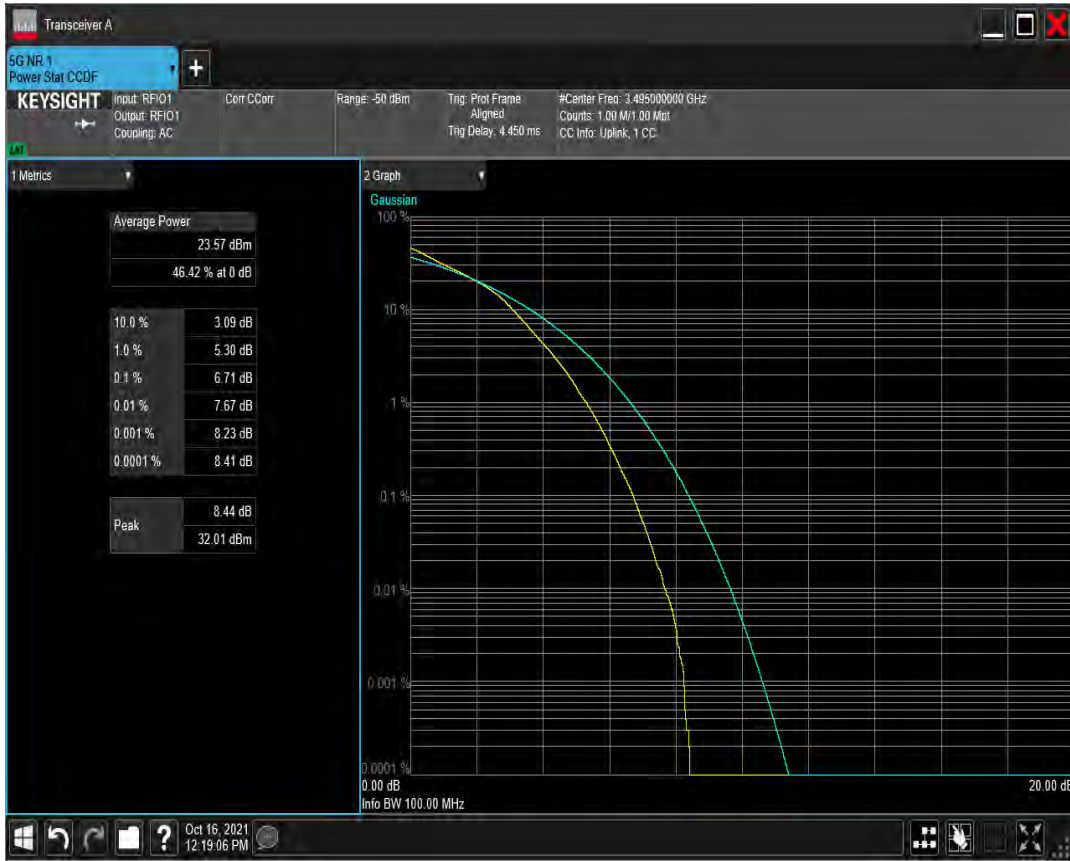 Transceiver A
5G NR 1
Power Stat CCDF
+
KEYSIGHT
Input: RFIO1
Output: RFIO1
Coupling: AC
Corr CCorr
Range: -50 dBm
Trig: Prot Frame
Aligned
Trig Delay: 4.450 ms
#Center Freq: 3.495000000 GHz
Counts: 1.00 M/1.00 Mpt
CC Info: Uplink, 1 CC
LXI
1 Metrics
Average Power
23.57 dBm
46.42 % at 0 dB
10.0 % 3.09 dB
1.0 % 5.30 dB
0.1 % 6.71 dB
0.01 % 7.67 dB
0.001 % 8.23 dB
0.0001 % 8.41 dB
Peak 8.44 dB
32.01 dBm
2 Graph
Gaussian
100 %
10 %
1 %
0.1 %
0.01 %
0.001 %
0.0001 %
0.00 dB 20.00 dB
Info BW 100.00 MHz
? Oct 16, 2021
12:19:06 PM